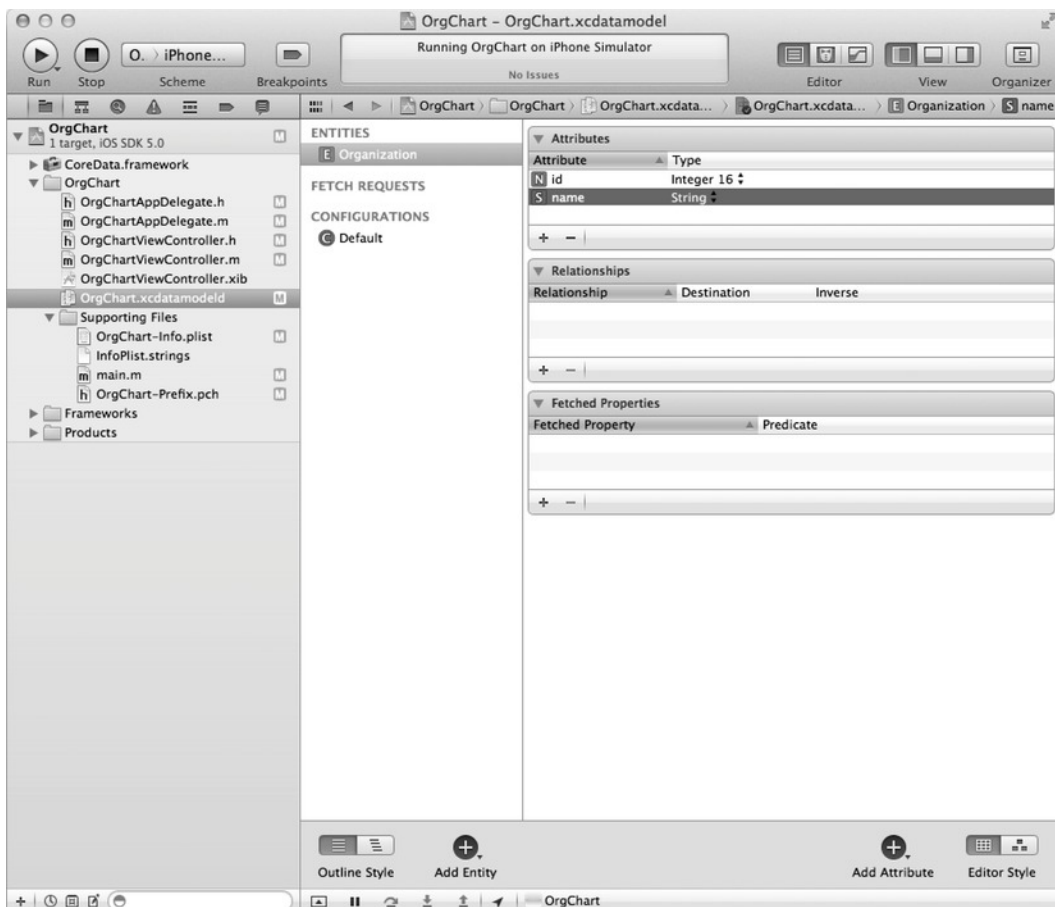 OrgChart – OrgChart.xcdatamodel
Running OrgChart on iPhone Simulator
No Issues
O. › iPhone...
Run Stop Scheme Breakpoints Editor View Organizer
OrgChart › OrgChart › OrgChart.xcdata... › OrgChart.xcdata... › E Organization › S name
OrgChart M
1 target, iOS SDK 5.0
CoreData.framework
OrgChart
h OrgChartAppDelegate.h M
m OrgChartAppDelegate.m M
h OrgChartViewController.h M
m OrgChartViewController.m M
OrgChartViewController.xib
OrgChart.xcdatamodeld M
Supporting Files
OrgChart-Info.plist M
InfoPlist.strings
m main.m M
h OrgChart-Prefix.pch M
Frameworks
Products
ENTITIES
E Organization
FETCH REQUESTS
CONFIGURATIONS
C Default
Attributes
Attribute Type
N id Integer 16
S name String
+ −
Relationships
Relationship Destination Inverse
+ −
Fetched Properties
Fetched Property Predicate
+ −
Outline Style Add Entity Add Attribute Editor Style
OrgChart